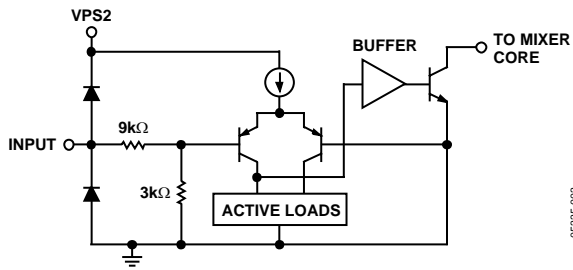 VPS2
BUFFER
TO MIXER
CORE
INPUT
9kΩ
3kΩ
ACTIVE LOADS